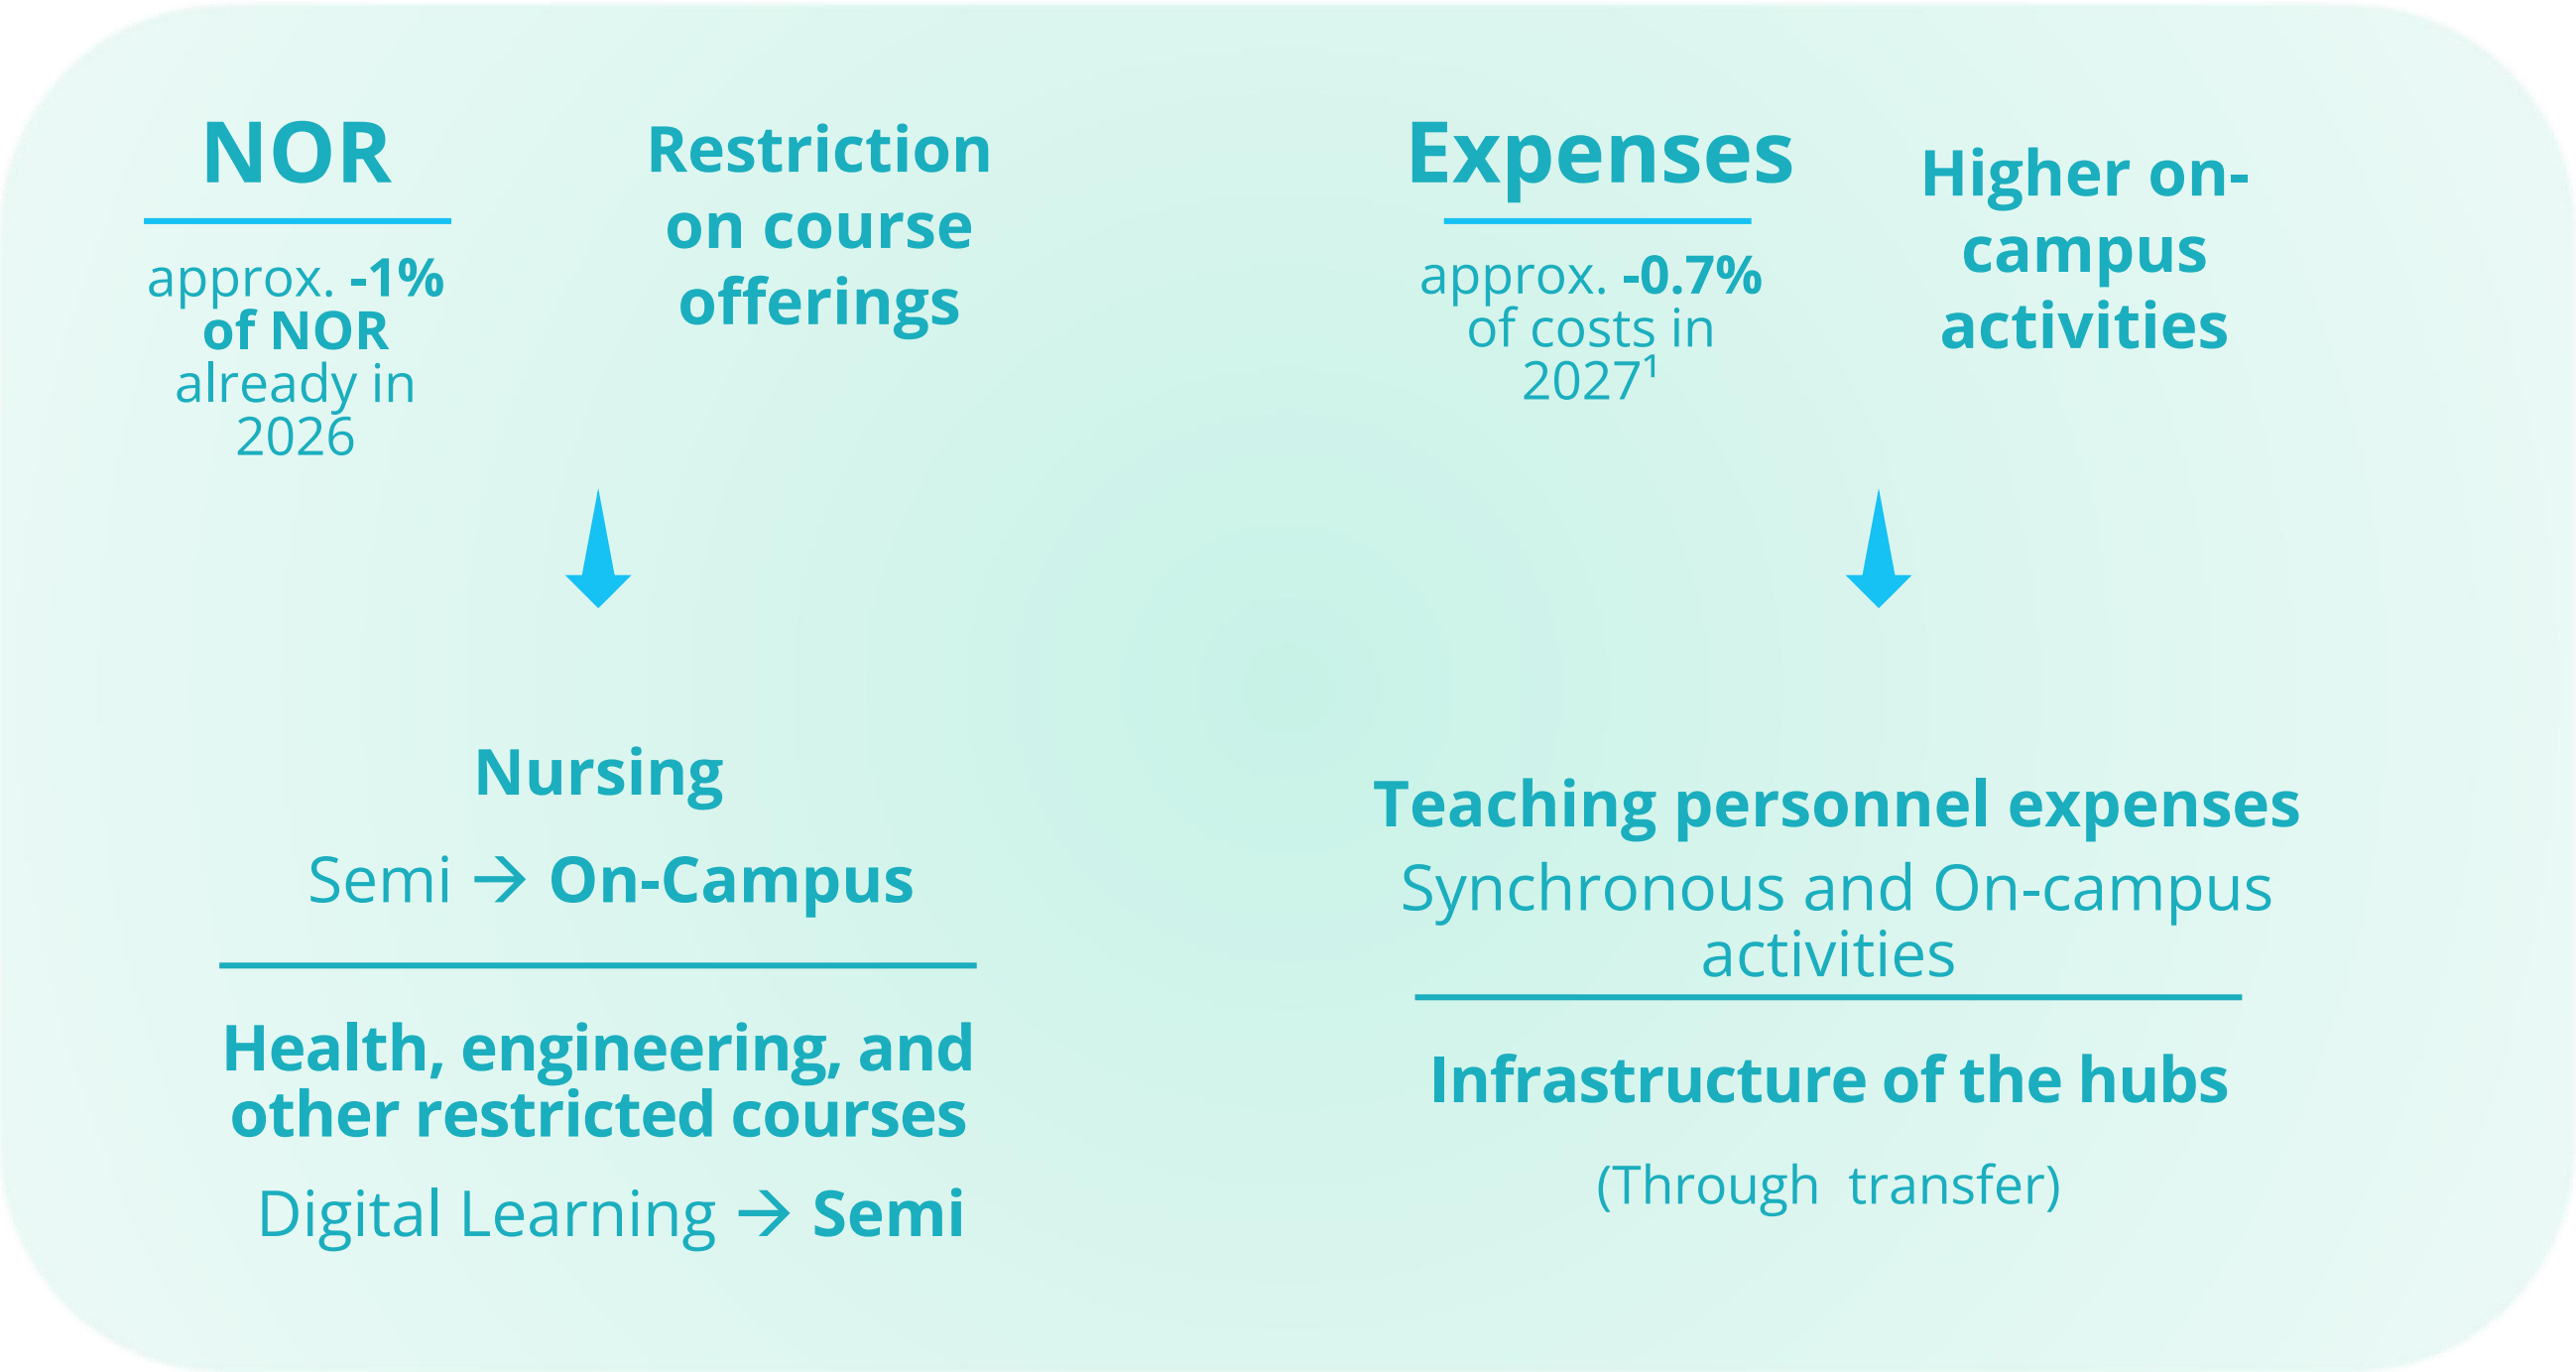 NOR
approx. -1%
of NOR
already in
2026
Restriction
on course
offerings
Nursing
Semi → On-Campus
Health, engineering, and
other restricted courses
Digital Learning → Semi
Expenses
approx. -0.7%
of costs in
2027¹
Higher on-
campus
activities
Teaching personnel expenses
Synchronous and On-campus
activities
Infrastructure of the hubs
(Through transfer)